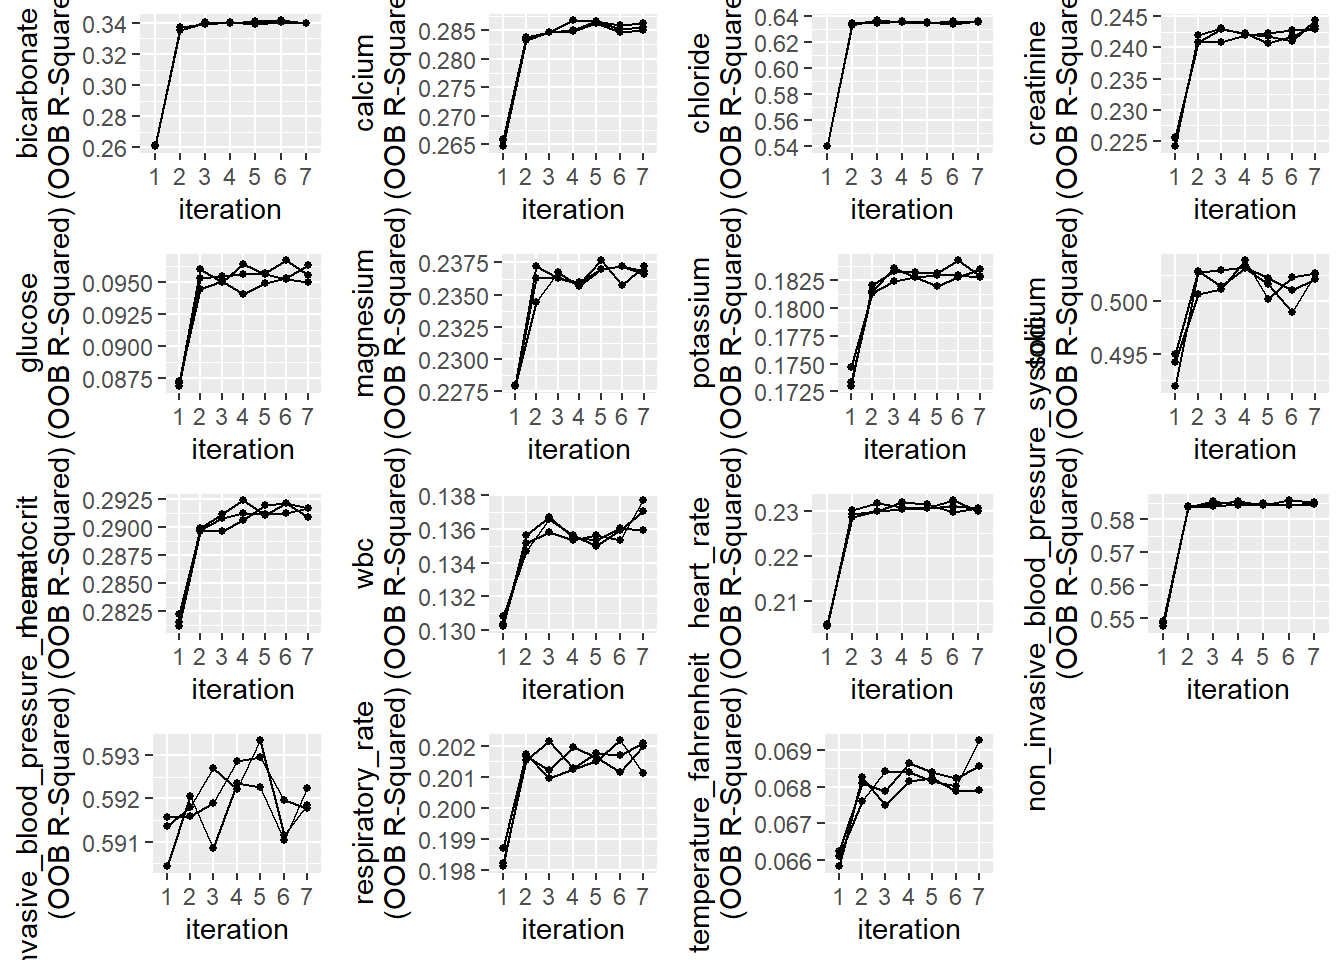 bicarbonate
(OOB R-Squar
0.34
0.32
0.30
0.28
0.26
1 2 3 4 5 6 7
iteration
calcium
(OOB R-Squar
0.285
0.280
0.275
0.270
0.265
1 2 3 4 5 6 7
iteration
chloride
(OOB R-Squar
0.64
0.62
0.60
0.58
0.56
0.54
1 2 3 4 5 6 7
iteration
creatinine
(OOB R-Squar
0.245
0.240
0.235
0.230
0.225
1 2 3 4 5 6 7
iteration
glucose
(OOB R-Squared)
0.0950
0.0925
0.0900
0.0875
1 2 3 4 5 6 7
iteration
magnesium
(OOB R-Squared)
0.2375
0.2350
0.2325
0.2300
0.2275
1 2 3 4 5 6 7
iteration
potassium
(OOB R-Squared)
0.1825
0.1800
0.1775
0.1750
0.1725
1 2 3 4 5 6 7
iteration
sodium
(OOB R-Squared)
0.500
0.495
1 2 3 4 5 6 7
iteration
hematocrit
(OOB R-Squared)
0.2925
0.2900
0.2875
0.2850
0.2825
1 2 3 4 5 6 7
iteration
wbc
(OOB R-Squared)
0.138
0.136
0.134
0.132
0.130
1 2 3 4 5 6 7
iteration
heart_rate
(OOB R-Squared)
0.23
0.22
0.21
1 2 3 4 5 6 7
iteration
non_invasive_blood_pressure_systolic
(OOB R-Squared)
0.58
0.57
0.56
0.55
1 2 3 4 5 6 7
iteration
nvasive_blood_pressure_mean
(OOB R-Squared)
0.593
0.592
0.591
1 2 3 4 5 6 7
iteration
respiratory_rate
(OOB R-Squared)
0.202
0.201
0.200
0.199
0.198
1 2 3 4 5 6 7
iteration
temperature_fahrenheit
(OOB R-Squared)
0.069
0.068
0.067
0.066
1 2 3 4 5 6 7
iteration